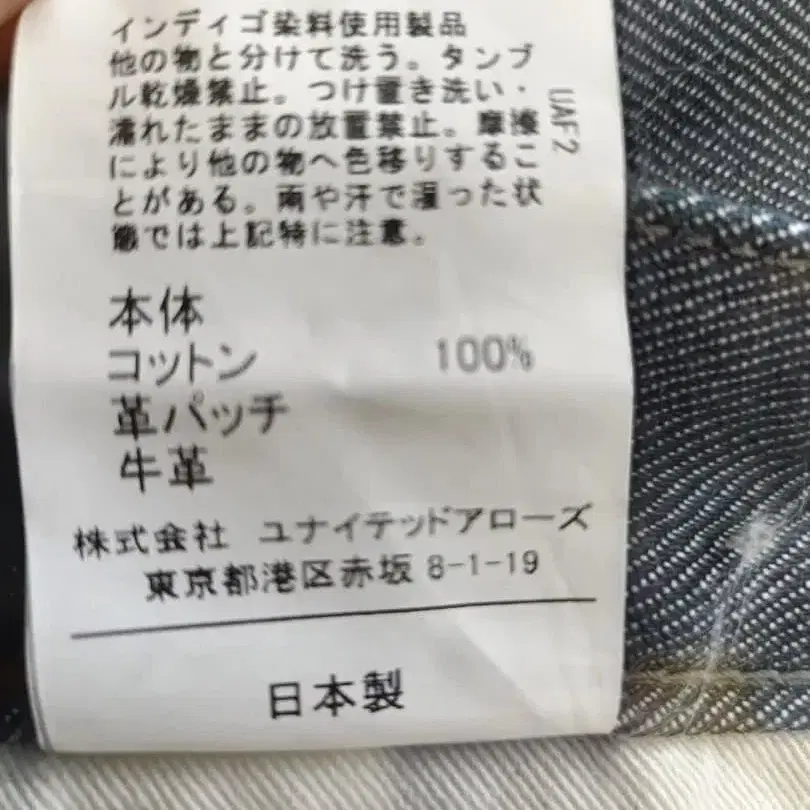 インディゴ染料使用製品
他の物と分けて洗う。タンブ
ル乾燥禁止。つけ置き洗い・
濡れたままの放置禁止。摩擦
により他の物へ色移りするこ
とがある。雨や汗で湿った状
態では上記特に注意。
UAF2
本体
コットン 100%
革パッチ
牛革
株式会社 ユナイテッドアローズ
東京都港区赤坂 8-1-19
日本製